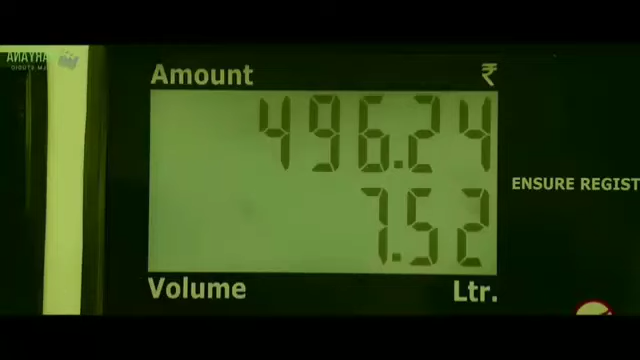 Amount ₹
496.24
7.52
Volume Ltr.
ENSURE REGIST